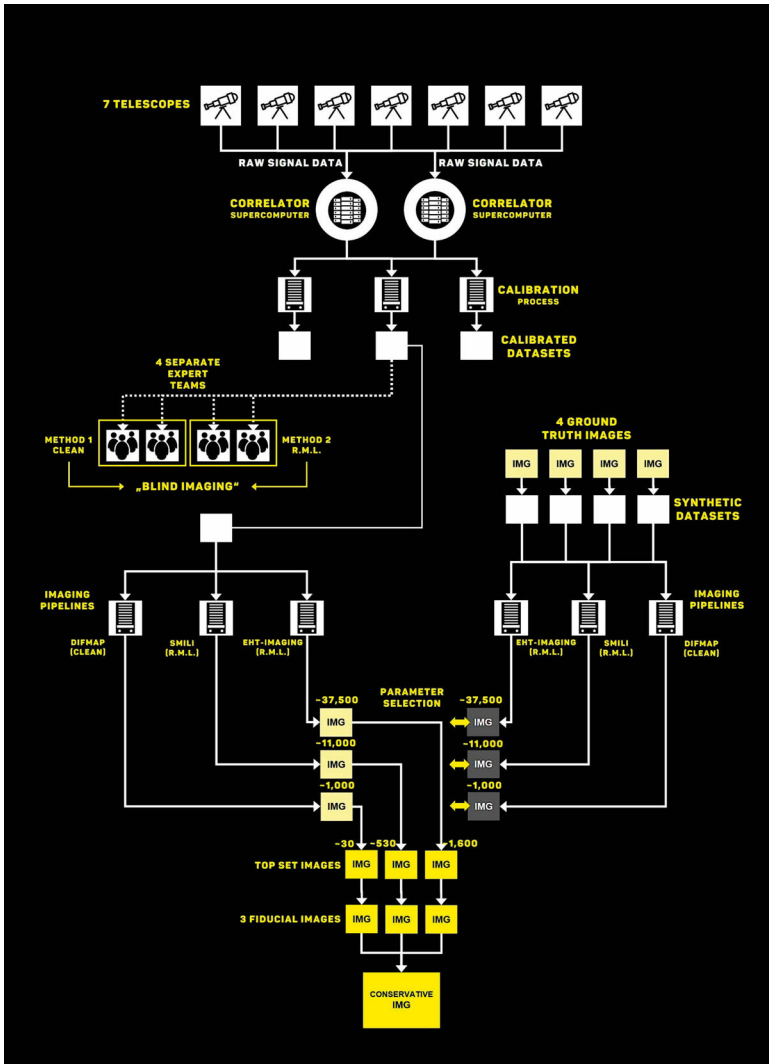 7 TELESCOPES
RAW SIGNAL DATA
RAW SIGNAL DATA
CORRELATOR
SUPERCOMPUTER
CORRELATOR
SUPERCOMPUTER
CALIBRATION
PROCESS
CALIBRATED
DATASETS
4 SEPARATE
EXPERT
TEAMS
METHOD 1
CLEAN
METHOD 2
R.M.L.
„BLIND IMAGING“
4 GROUND
TRUTH IMAGES
IMG
IMG
IMG
IMG
SYNTHETIC
DATASETS
IMAGING
PIPELINES
DIFMAP
(CLEAN)
SMILI
(R.M.L.)
EHT-IMAGING
(R.M.L.)
IMAGING
PIPELINES
EHT-IMAGING
(R.M.L.)
SMILI
(R.M.L.)
DIFMAP
(CLEAN)
PARAMETER
SELECTION
~37,500
IMG
~11,000
IMG
~1,000
IMG
~37,500
IMG
~11,000
IMG
~1,000
IMG
~30
~530
~1,600
TOP SET IMAGES
IMG
IMG
IMG
3 FIDUCIAL IMAGES
IMG
IMG
IMG
CONSERVATIVE
IMG